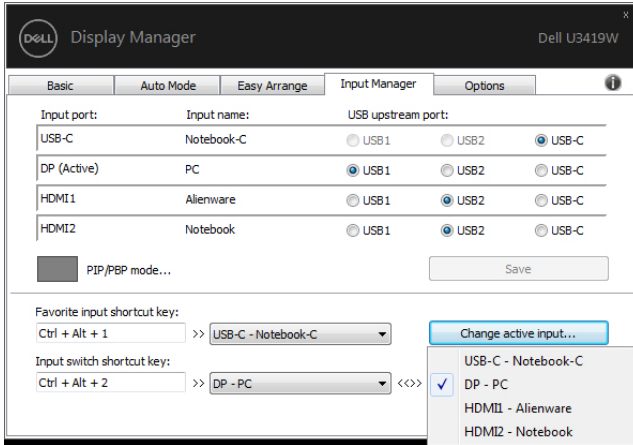 x
DELL Display Manager Dell U3419W
Basic Auto Mode Easy Arrange Input Manager Options i
Input port: Input name: USB upstream port:
USB-C Notebook-C USB1 USB2 USB-C
DP (Active) PC USB1 USB2 USB-C
HDMI1 Alienware USB1 USB2 USB-C
HDMI2 Notebook USB1 USB2 USB-C
PIP/PBP mode... Save
Favorite input shortcut key:
Ctrl + Alt + 1 >> USB-C - Notebook-C Change active input...
Input switch shortcut key:
Ctrl + Alt + 2 >> DP - PC <<>>
USB-C - Notebook-C
DP - PC
HDMI1 - Alienware
HDMI2 - Notebook